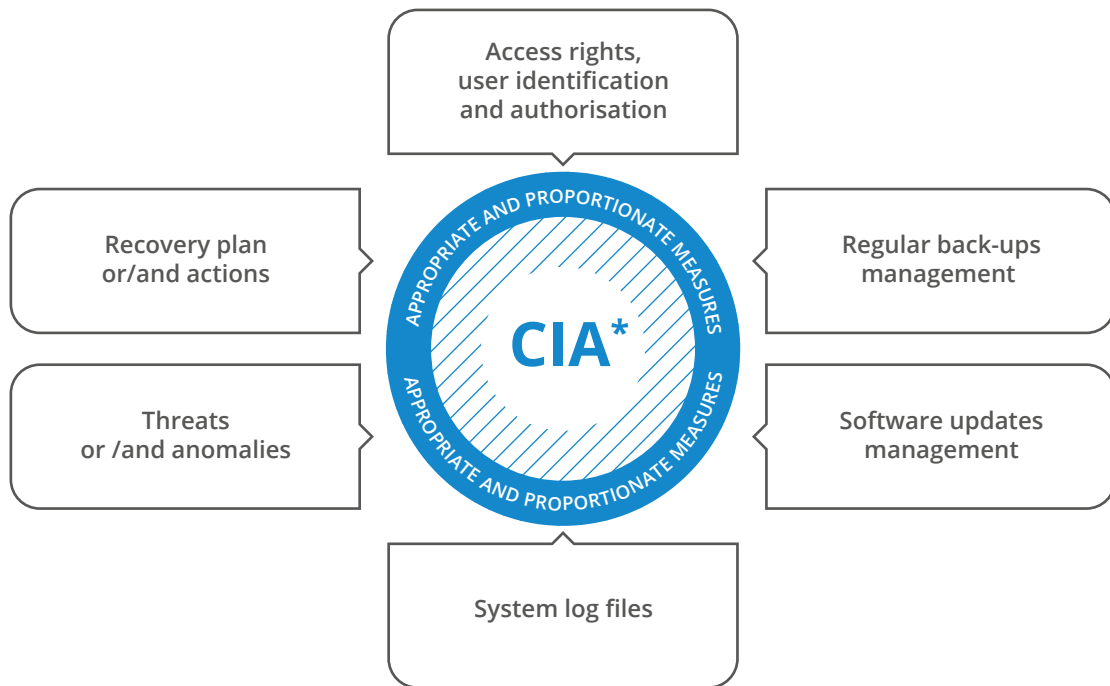 Access rights,
user identification
and authorisation
Recovery plan
or/and actions
APPROPRIATE AND PROPORTIONATE MEASURES
Regular back-ups
management
CIA*
Threats
or /and anomalies
APPROPRIATE AND PROPORTIONATE MEASURES
Software updates
management
System log files